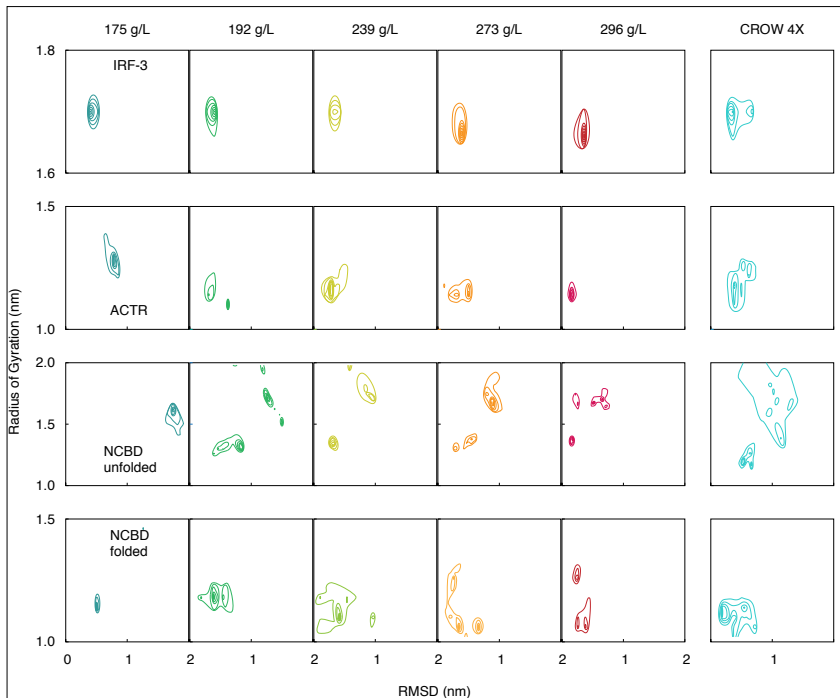 175 g/L 192 g/L 239 g/L 273 g/L 296 g/L CROW 4X
1.8
IRF-3
1.6
1.5
ACTR
1.0
2.0
1.5
NCBD
unfolded
1.0
1.5
NCBD
folded
1.0
0 1 2 1 2 1 2 1 2 1 2 1
Radius of Gyration (nm)
RMSD (nm)